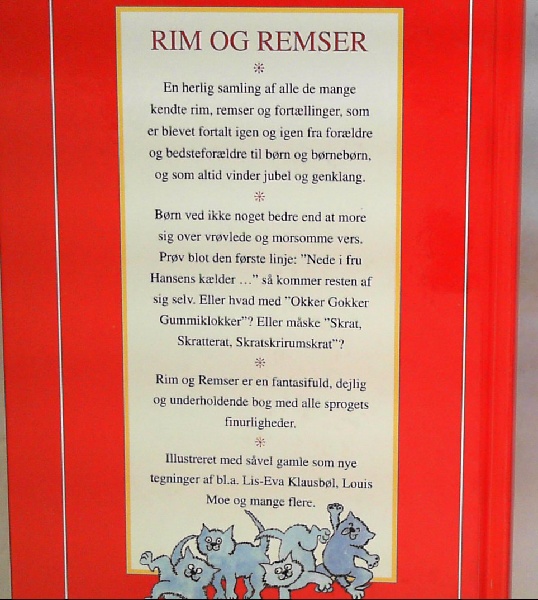 RIM OG REMSER
En herlig samling af alle de mange
kendte rim, remser og fortællinger, som
er blevet fortalt igen og igen fra forældre
og bedsteforældre til børn og børnebørn,
og som altid vinder jubel og genklang.
Børn ved ikke noget bedre end at more
sig over vrøvlede og morsomme vers.
Prøv blot den første linje: ”Nede i fru
Hansens kælder ...” så kommer resten af
sig selv. Eller hvad med ”Okker Gokker
Gummiklokker”? Eller måske ”Skrat,
Skratterat, Skratskrirumskrat”?
Rim og Remser er en fantasifuld, dejlig
og underholdende bog med alle sprogets
finurligheder.
Illustreret med såvel gamle som nye
tegninger af bl.a. Lis-Eva Klausbøl, Louis
Moe og mange flere.